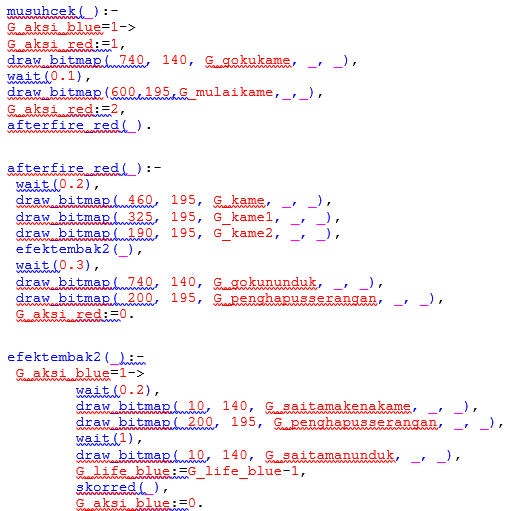 musuhcek(_):-
G_aksi_blue=1->
G_aksi_red:=1,
draw_bitmap( 740, 140, G_gokukame, _, _),
wait(0.1),
draw_bitmap(600,195,G_mulaikame,_,_),
G_aksi_red:=2,
afterfire_red(_).
afterfire_red(_):-
wait(0.2),
draw_bitmap( 460, 195, G_kame, _, _),
draw_bitmap( 325, 195, G_kame1, _, _),
draw_bitmap( 190, 195, G_kame2, _, _),
efektembak2(_),
wait(0.3),
draw_bitmap( 740, 140, G_gokununduk, _, _),
draw_bitmap( 200, 195, G_penghapusserangan, _, _),
G_aksi_red:=0.
efektembak2(_):-
G_aksi_blue=1->
wait(0.2),
draw_bitmap( 10, 140, G_saitamakenakame, _, _),
draw_bitmap( 200, 195, G_penghapusserangan, _, _),
wait(1),
draw_bitmap( 10, 140, G_saitamanunduk, _, _),
G_life_blue:=G_life_blue-1,
skorred(_),
G_aksi_blue:=0.